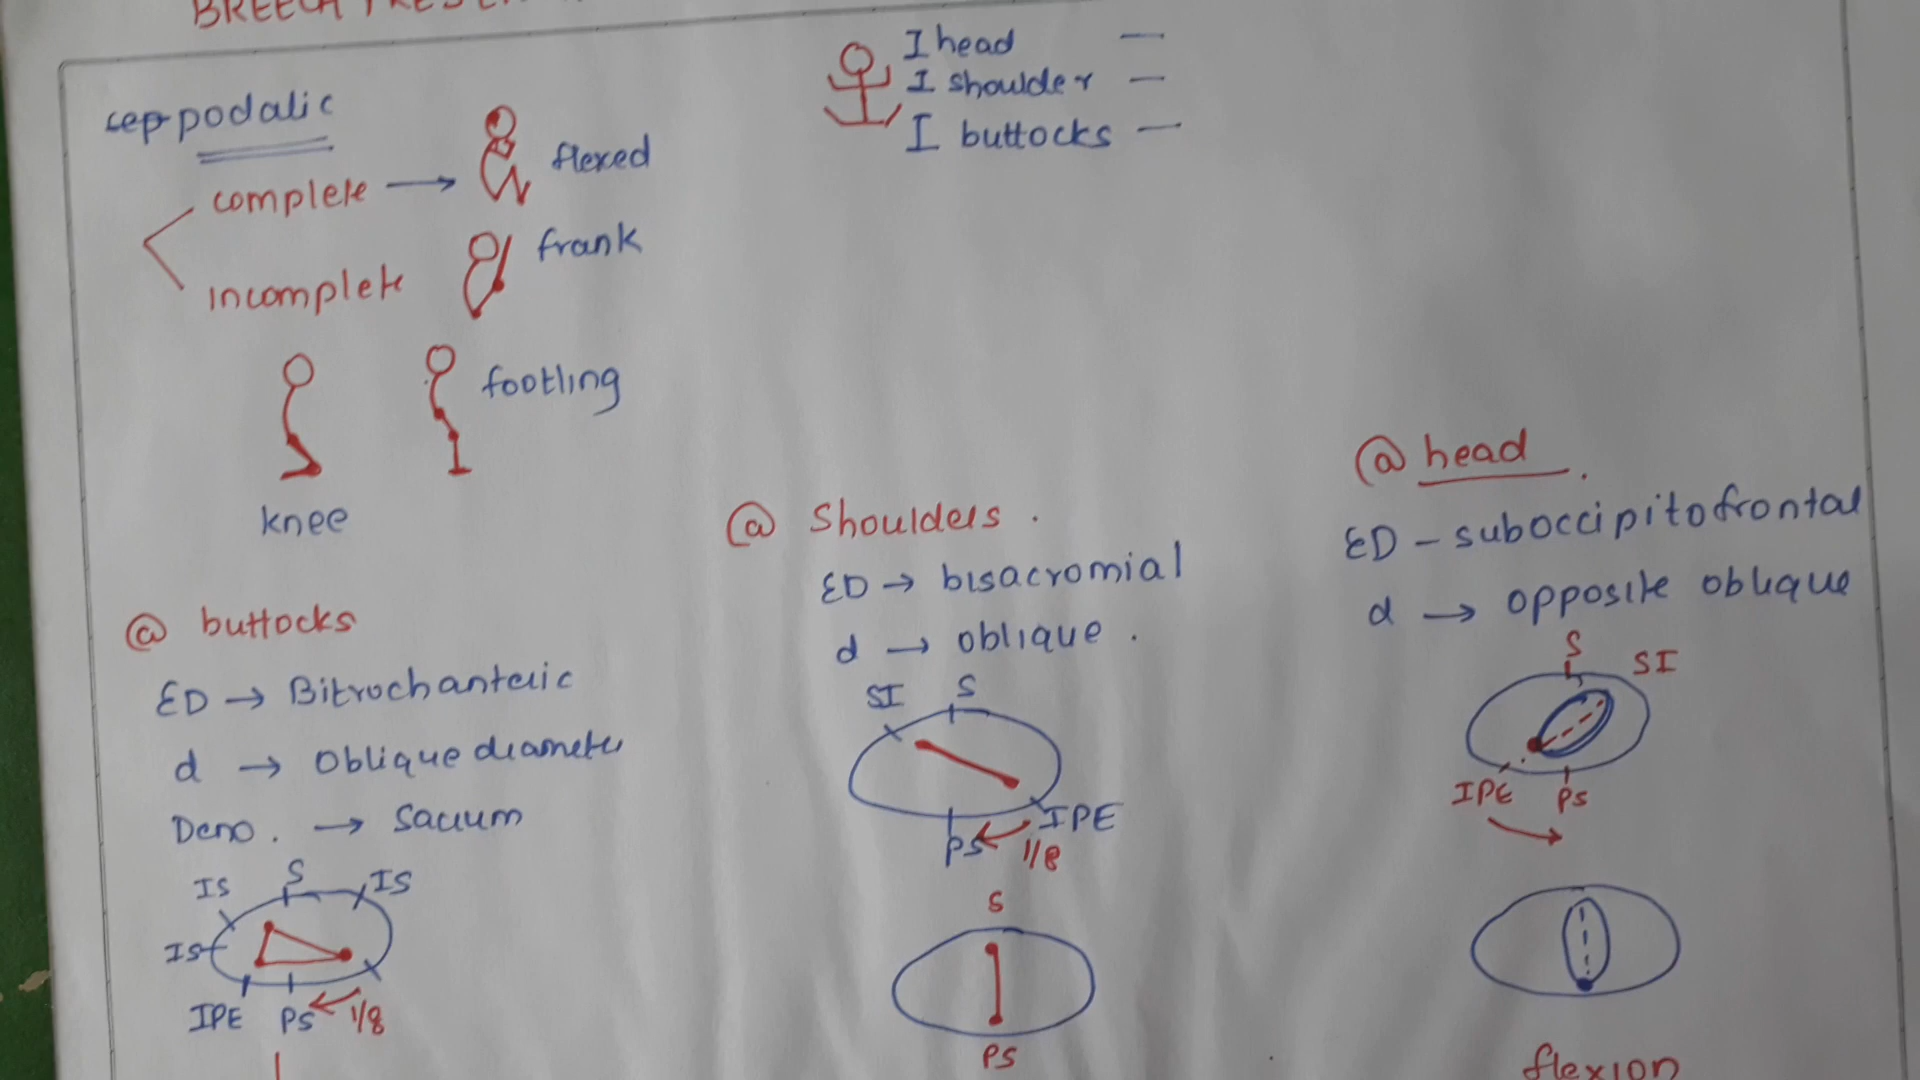 BREECH PRESEN
I head —
I shoulder —
I buttocks —
cep podalic
complete → flexed
incomplete
frank
footling
knee
@ buttocks
ED → Bitrochanteric
d → Oblique diameter
Deno. → Sacrum
IS S IS
IS
IPE PS 1/8
@ Shoulders.
ED → bisacromial
d → oblique.
SI S
IPE
PS 1/8
S
PS
@ head.
ED - suboccipitofrontal
d → opposite oblique
S SI
IPE PS
flexion